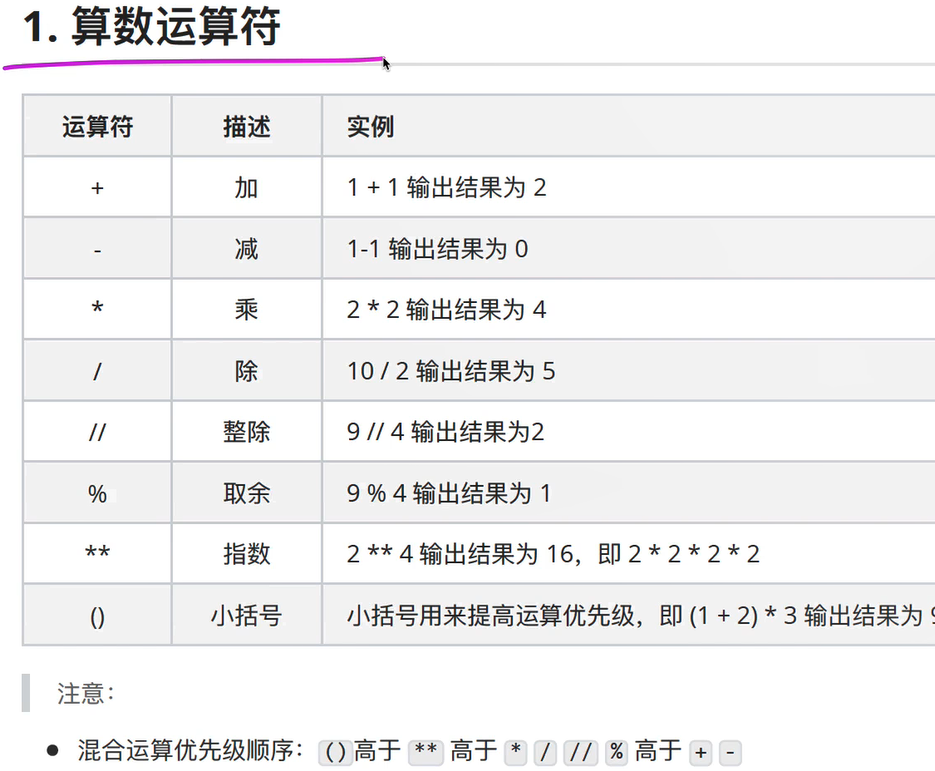 1. 算数运算符
运算符 描述 实例
+ 加 1 + 1 输出结果为 2
- 减 1-1 输出结果为 0
* 乘 2 * 2 输出结果为 4
/ 除 10 / 2 输出结果为 5
// 整除 9 // 4 输出结果为2
% 取余 9 % 4 输出结果为 1
** 指数 2 ** 4 输出结果为 16，即 2 * 2 * 2 * 2
() 小括号 小括号用来提高运算优先级，即 (1 + 2) * 3 输出结果为
注意：
混合运算优先级顺序： () 高于 ** 高于 * / // % 高于 + -